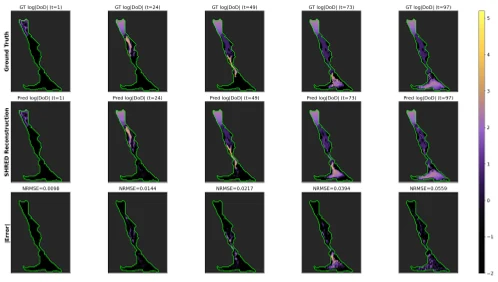 GT log(DoD) (t=1)
GT log(DoD) (t=24)
GT log(DoD) (t=49)
GT log(DoD) (t=73)
GT log(DoD) (t=97)
Ground Truth
Pred log(DoD) (t=1)
Pred log(DoD) (t=24)
Pred log(DoD) (t=49)
Pred log(DoD) (t=73)
Pred log(DoD) (t=97)
SHRED Reconstruction
NRMSE=0.0098
NRMSE=0.0144
NRMSE=0.0217
NRMSE=0.0394
NRMSE=0.0559
|Error|
5
4
3
2
1
0
−1
−2